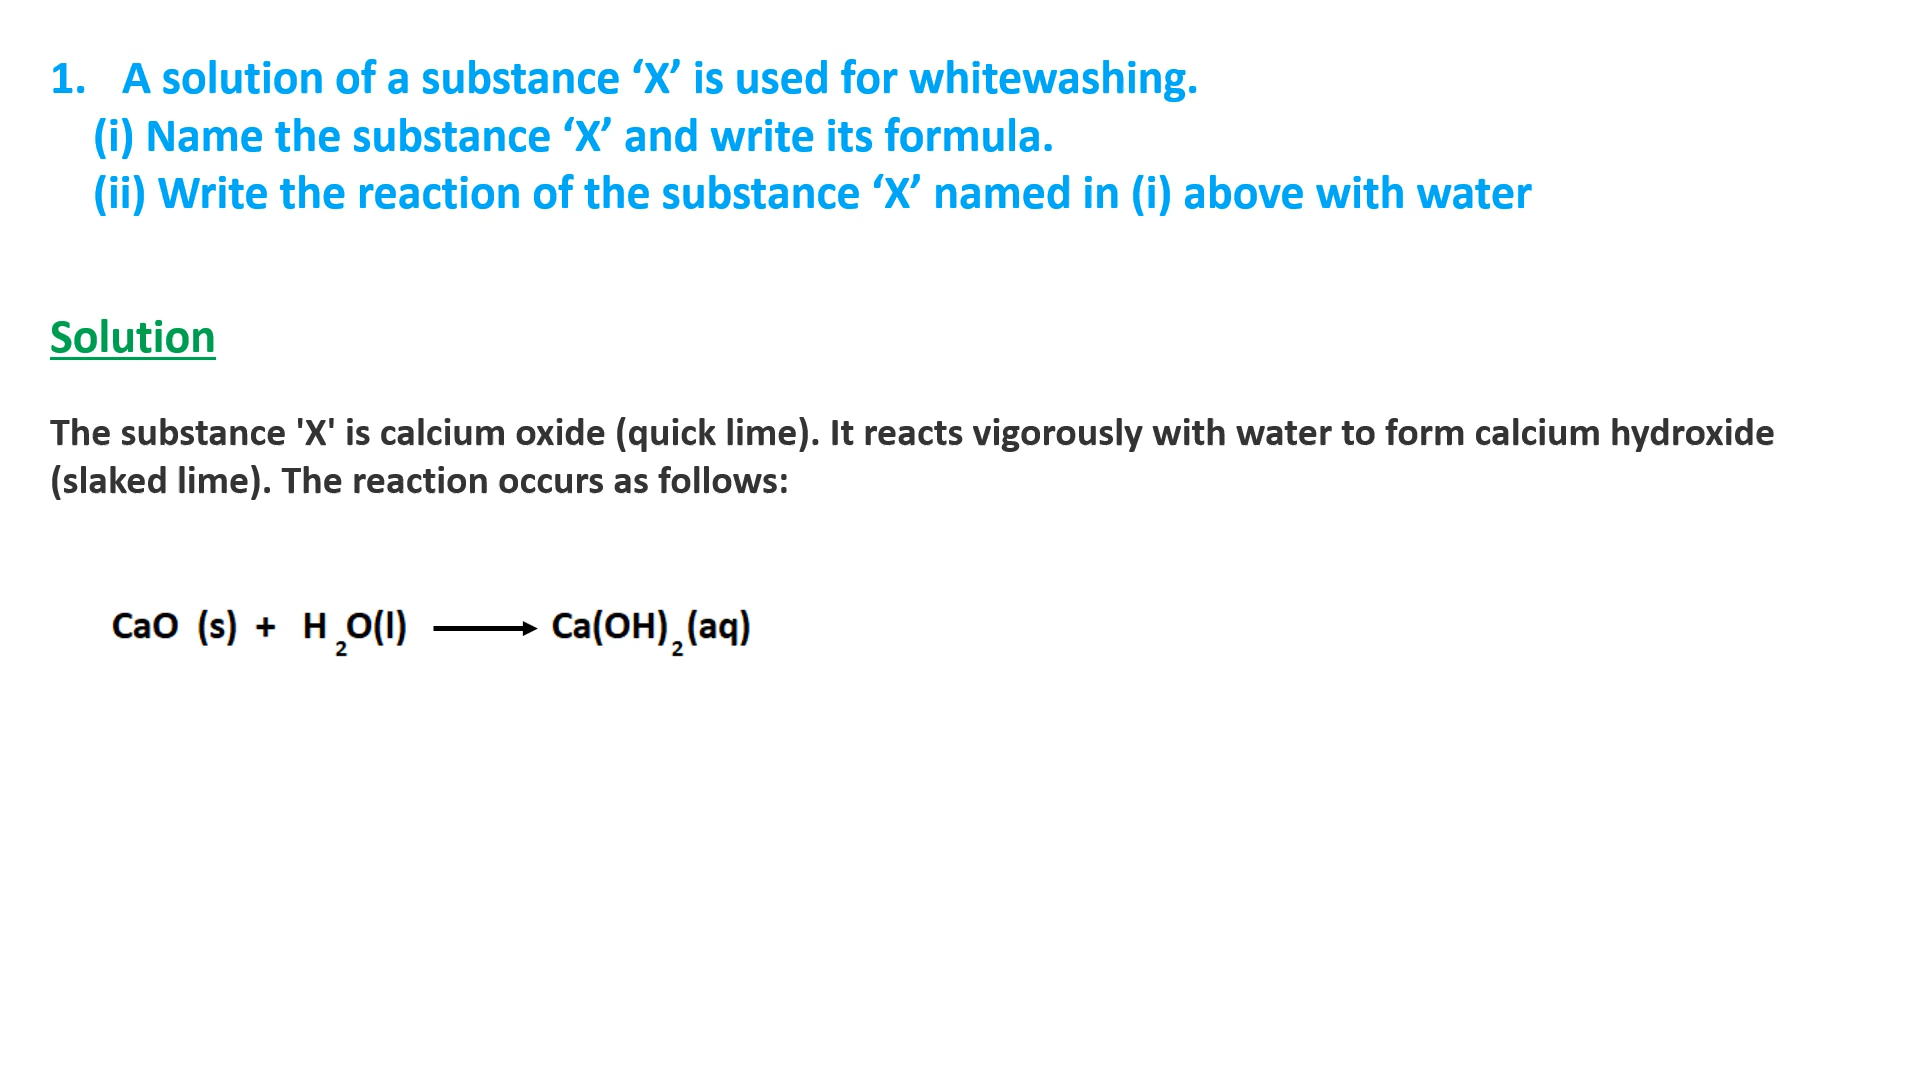 1. A solution of a substance ‘X’ is used for whitewashing.
(i) Name the substance ‘X’ and write its formula.
(ii) Write the reaction of the substance ‘X’ named in (i) above with water
Solution
The substance 'X' is calcium oxide (quick lime). It reacts vigorously with water to form calcium hydroxide
(slaked lime). The reaction occurs as follows:
CaO (s) + H₂O(l) ⟶ Ca(OH)₂(aq)